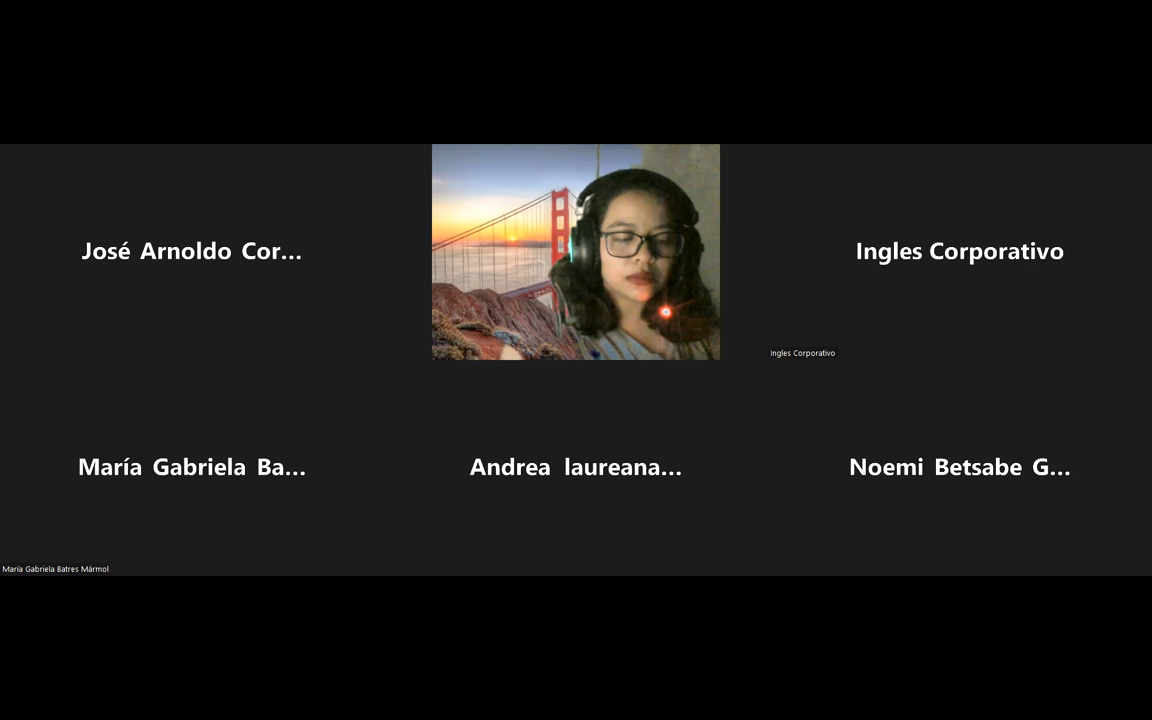 José Arnoldo Cor...
Ingles Corporativo
Ingles Corporativo
María Gabriela Ba...
Andrea laureana...
Noemi Betsabe G...
María Gabriela Batres Mármol